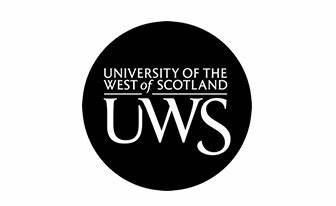 UNIVERSITY OF THE
WEST of SCOTLAND
UWS